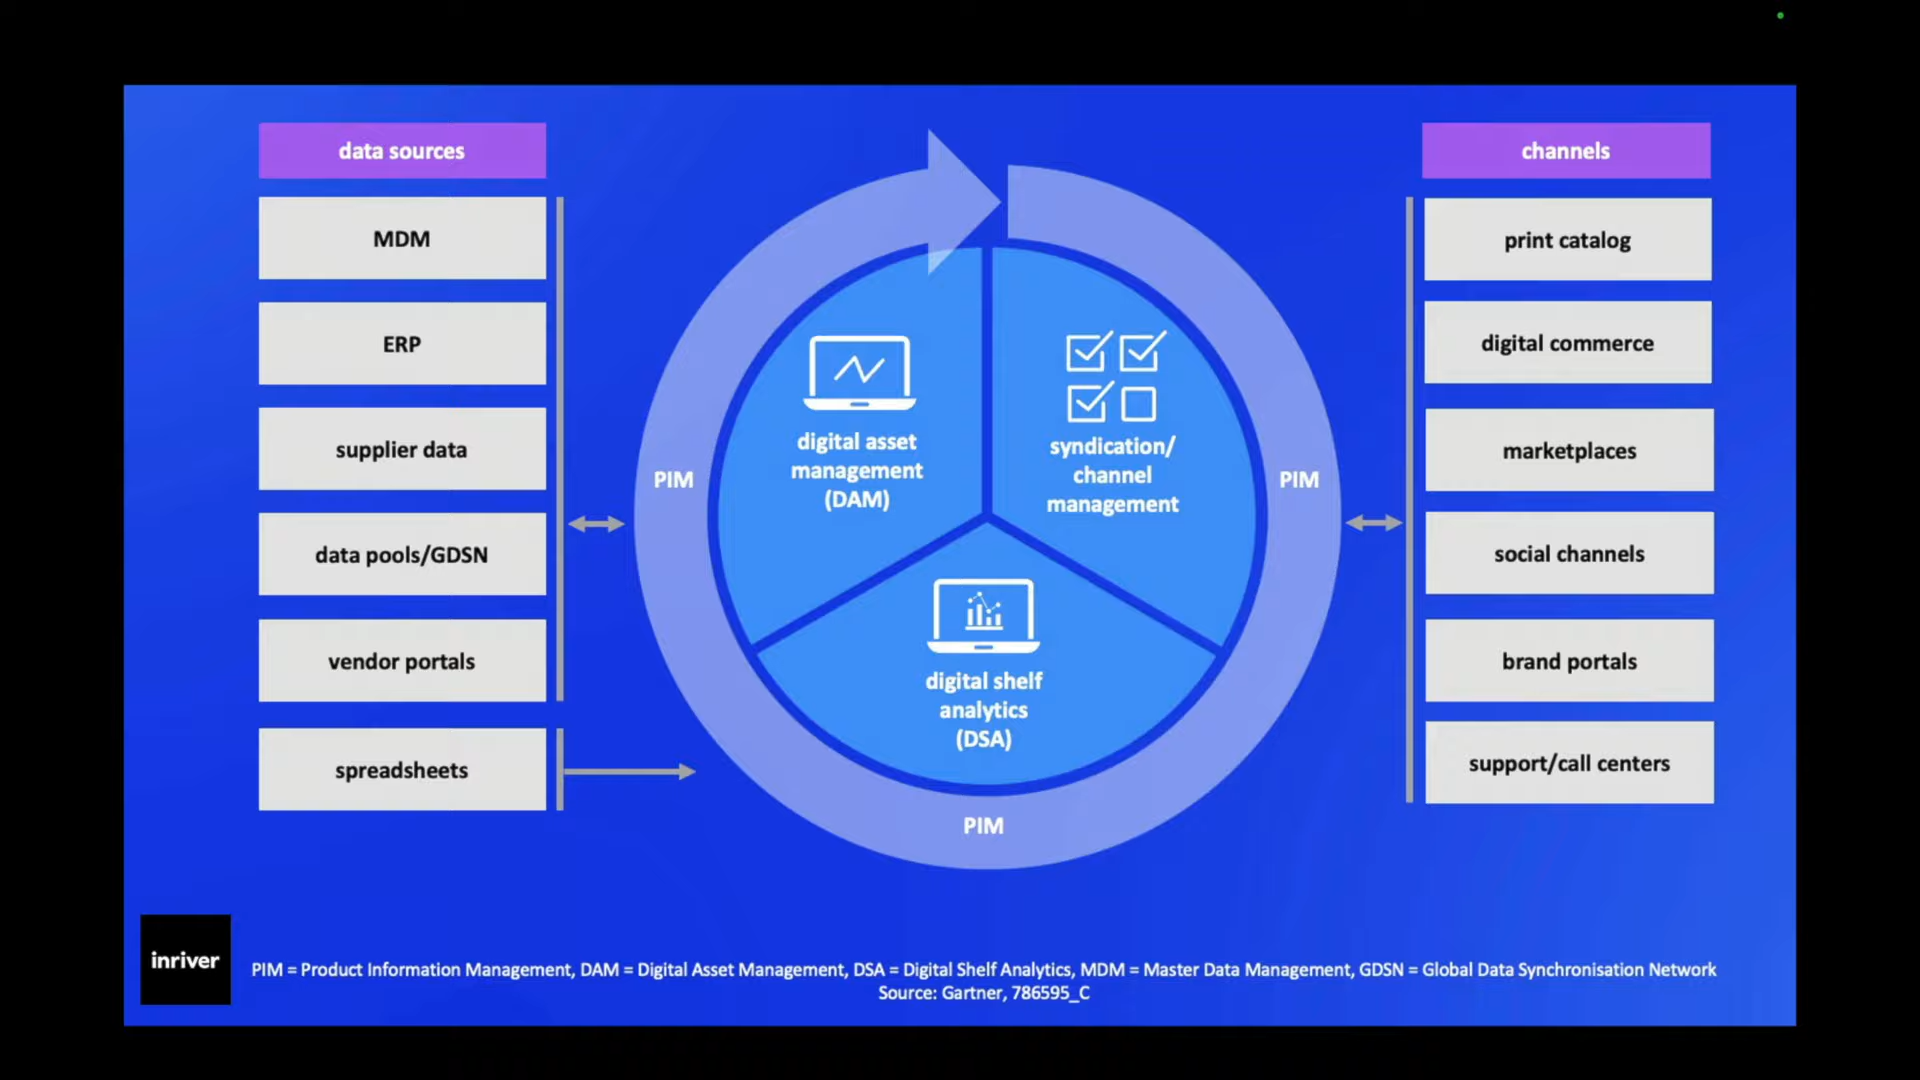 data sources
MDM
ERP
supplier data
data pools/GDSN
vendor portals
spreadsheets
PIM
digital asset
management
(DAM)
syndication/
channel
management
digital shelf
analytics
(DSA)
PIM
PIM
channels
print catalog
digital commerce
marketplaces
social channels
brand portals
support/call centers
inriver
PIM = Product Information Management, DAM = Digital Asset Management, DSA = Digital Shelf Analytics, MDM = Master Data Management, GDSN = Global Data Synchronisation Network
Source: Gartner, 786595_C